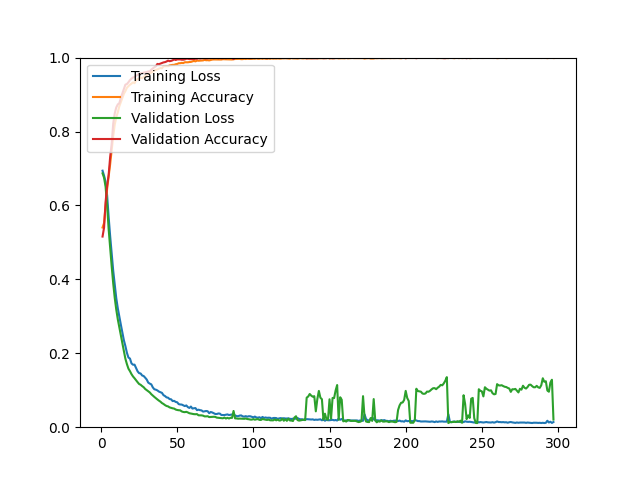 1.0
0.8
0.6
0.4
0.2
0.0
Training Loss
Training Accuracy
Validation Loss
Validation Accuracy
0 50 100 150 200 250 300